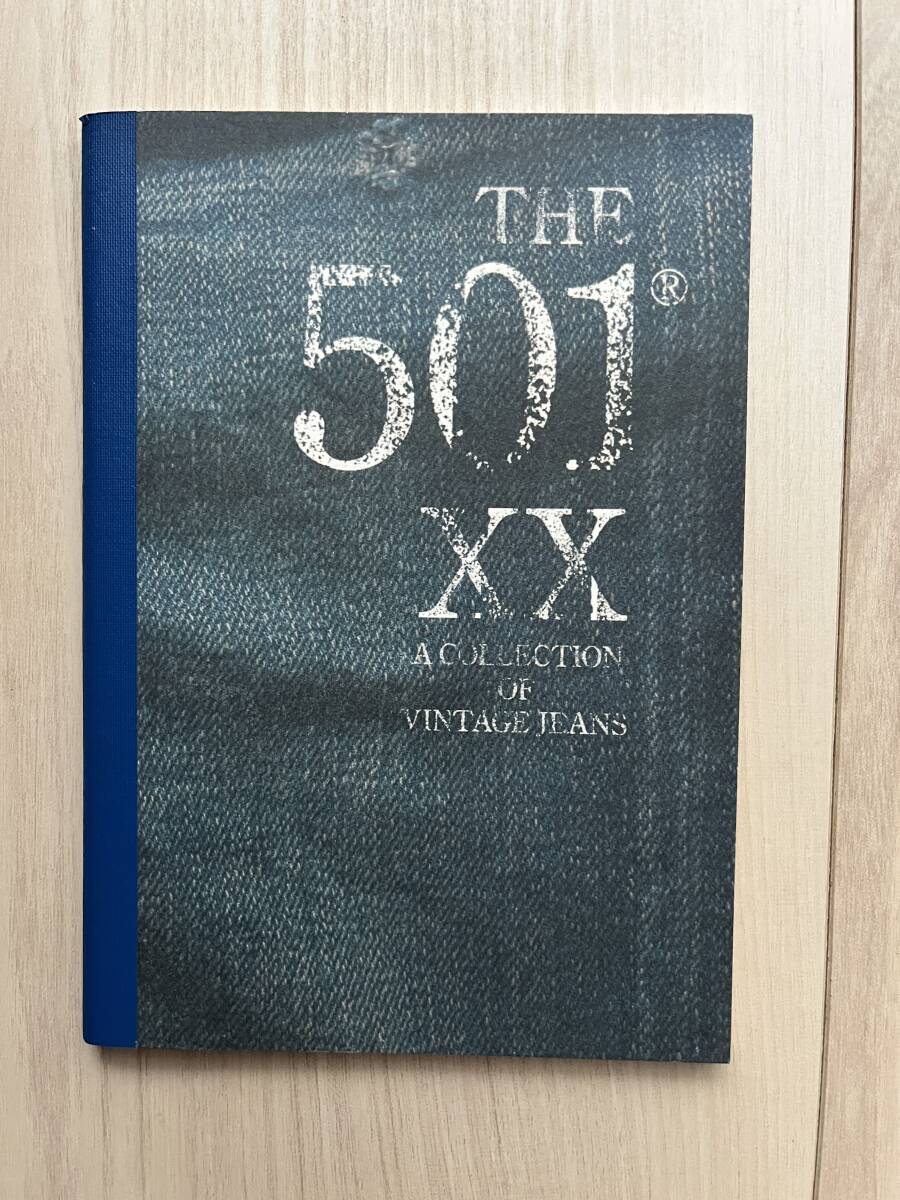 THE
501®
XX
A COLLECTION
OF
VINTAGE JEANS